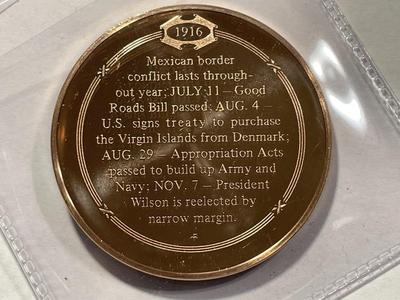 1916
Mexican border
conflict lasts through-
out year; JULY 11 — Good
Roads Bill passed; AUG. 4 —
U.S. signs treaty to purchase
the Virgin Islands from Denmark;
AUG. 29 — Appropriation Acts
passed to build up Army and
Navy; NOV. 7 — President
Wilson is reelected by
narrow margin.